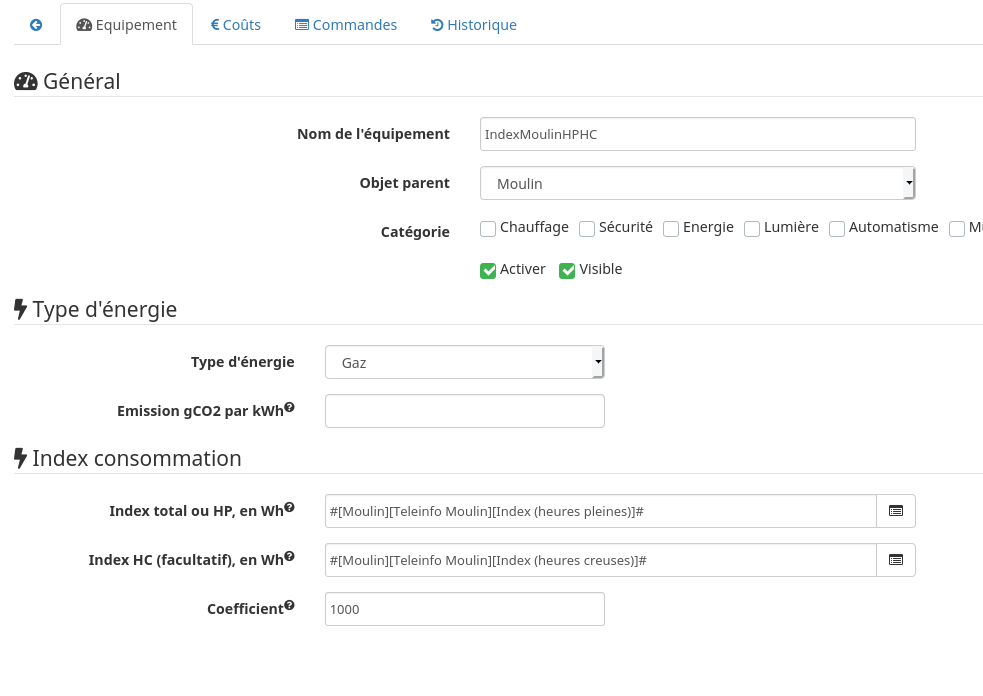 Equipement € Coûts Commandes Historique
Général
Nom de l'équipement IndexMoulinHPHC
Objet parent Moulin
Catégorie Chauffage Sécurité Energie Lumière Automatisme
Activer Visible
Type d'énergie
Type d'énergie Gaz
Emission gCO2 par kWh
Index consommation
Index total ou HP, en Wh #[Moulin][Teleinfo Moulin][Index (heures pleines)]#
Index HC (facultatif), en Wh #[Moulin][Teleinfo Moulin][Index (heures creuses)]#
Coefficient 1000